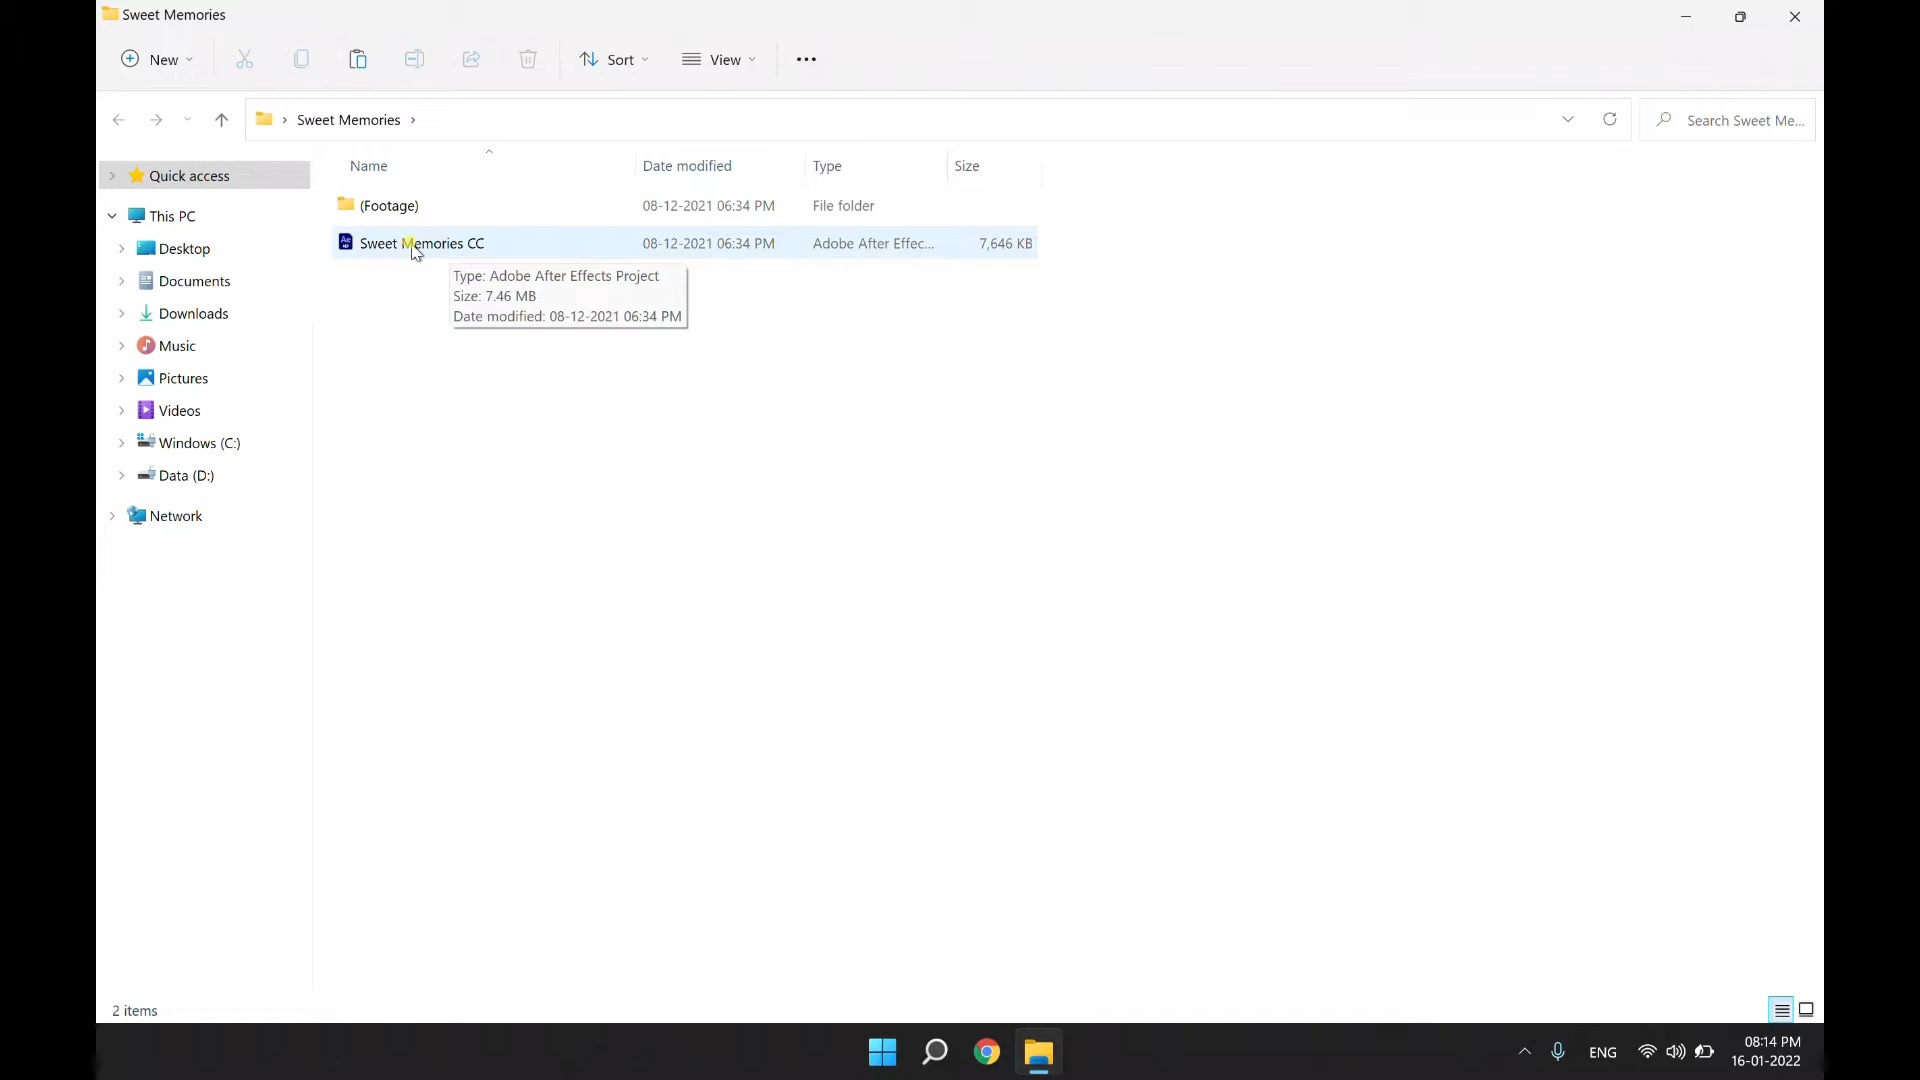 Sweet Memories
New
Sort
View
Sweet Memories
Search Sweet Me...
Name Date modified Type Size
Quick access
(Footage) 08-12-2021 06:34 PM File folder
This PC
Sweet Memories CC 08-12-2021 06:34 PM Adobe After Effec... 7,646 KB
Desktop
Type: Adobe After Effects Project
Size: 7.46 MB
Date modified: 08-12-2021 06:34 PM
Documents
Downloads
Music
Pictures
Videos
Windows (C:)
Data (D:)
Network
2 items
ENG
08:14 PM
16-01-2022